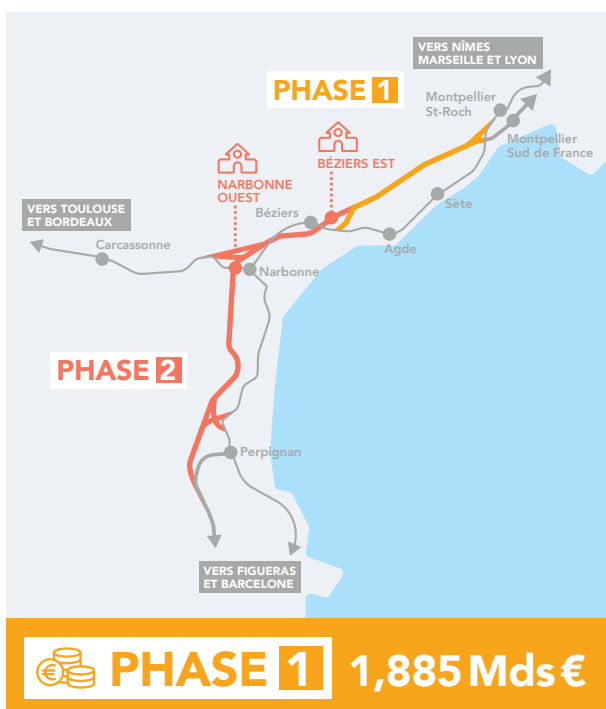 VERS NÎMES
MARSEILLE ET LYON
PHASE 1
Montpellier
St-Roch
Montpellier
Sud de France
BÉZIERS EST
NARBONNE
OUEST
Sète
VERS TOULOUSE
ET BORDEAUX
Béziers
Carcassonne
Agde
Narbonne
PHASE 2
Perpignan
VERS FIGUERAS
ET BARCELONE
€ PHASE 1 1,885 Mds €